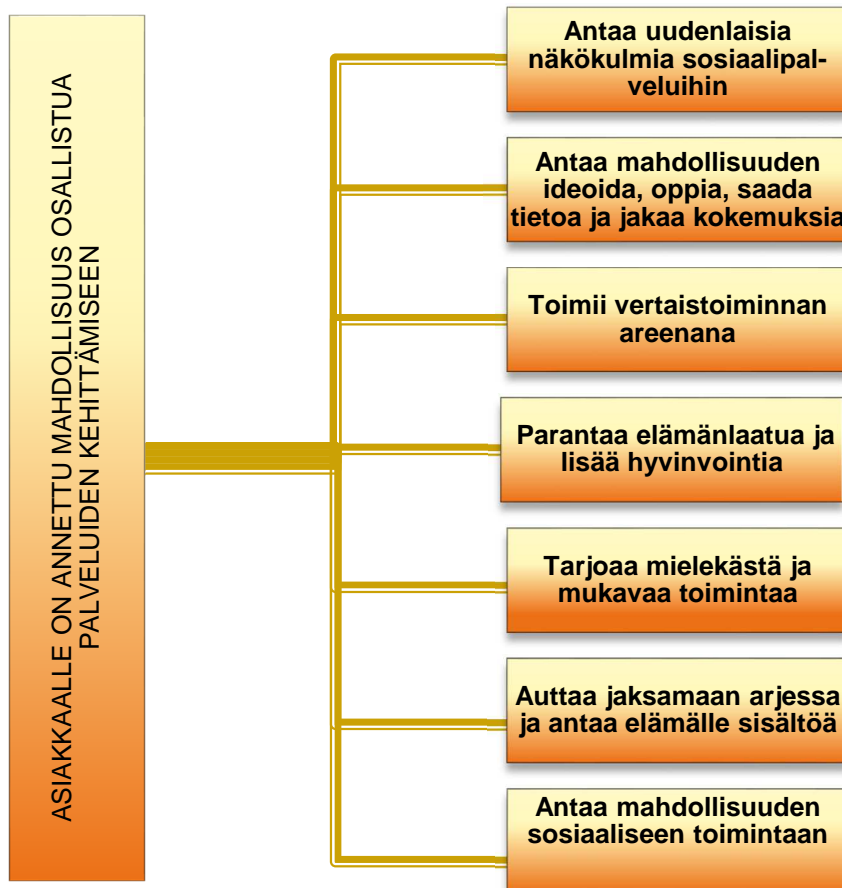 ASIAKKAALLE ON ANNETTU MAHDOLLISUUS OSALLISTUA
PALVELUIDEN KEHITTÄMISEEN
Antaa uudenlaisia
näkökulmia sosiaalipal-
veluihin
Antaa mahdollisuuden
ideoida, oppia, saada
tietoa ja jakaa kokemuksia
Toimii vertaistoiminnan
areenana
Parantaa elämänlaatua ja
lisää hyvinvointia
Tarjoaa mielekästä ja
mukavaa toimintaa
Auttaa jaksamaan arjessa
ja antaa elämälle sisältöä
Antaa mahdollisuuden
sosiaaliseen toimintaan